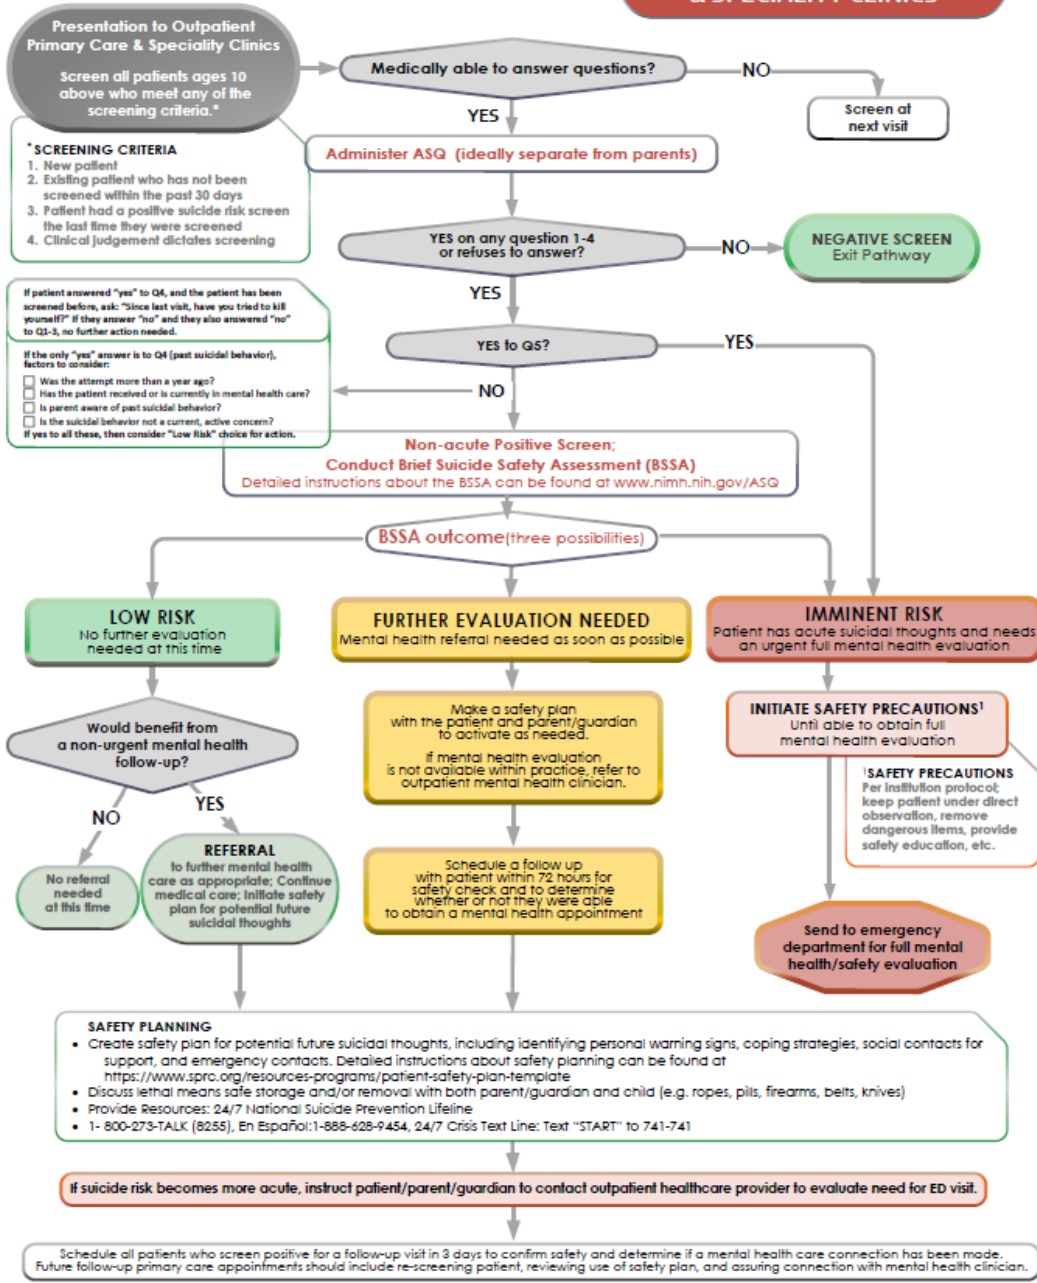 & SPECIALITY CLINICS
Presentation to Outpatient
Primary Care & Speciality Clinics
Screen all patients ages 10
above who meet any of the
screening criteria.*
Medically able to answer questions?
NO
Screen at
next visit
YES
*SCREENING CRITERIA
1. New patient
2. Existing patient who has not been
screened within the past 30 days
3. Patient had a positive suicide risk screen
the last time they were screened
4. Clinical judgement dictates screening
Administer ASQ (ideally separate from parents)
YES on any question 1-4
or refuses to answer?
NO
NEGATIVE SCREEN
Exit Pathway
YES
If patient answered "yes" to Q4, and the patient has been
screened before, ask: "Since last visit, have you tried to kill
yourself?" If they answer "no" and they also answered "no"
to Q1-3, no further action needed.
If the only "yes" answer is to Q4 (past suicidal behavior),
factors to consider:
Was the attempt more than a year ago?
Has the patient received or is currently in mental health care?
Is parent aware of past suicidal behavior?
Is the suicidal behavior not a current, active concern?
If yes to all these, then consider "Low Risk" choice for action.
YES to Q5?
YES
NO
Non-acute Positive Screen;
Conduct Brief Suicide Safety Assessment (BSSA)
Detailed instructions about the BSSA can be found at www.nimh.nih.gov/ASQ
BSSA outcome(three possibilities)
LOW RISK
No further evaluation
needed at this time
FURTHER EVALUATION NEEDED
Mental health referral needed as soon as possible
IMMINENT RISK
Patient has acute suicidal thoughts and needs
an urgent full mental health evaluation
Would benefit from
a non-urgent mental health
follow-up?
NO
YES
No referral
needed
at this time
REFERRAL
to further mental health
care as appropriate; Continue
medical care; Initiate safety
plan for potential future
suicidal thoughts
Make a safety plan
with the patient and parent/guardian
to activate as needed.
If mental health evaluation
is not available within practice, refer to
outpatient mental health clinician.
Schedule a follow up
with patient within 72 hours for
safety check and to determine
whether or not they were able
to obtain a mental health appointment
INITIATE SAFETY PRECAUTIONS¹
Until able to obtain full
mental health evaluation
¹SAFETY PRECAUTIONS
Per institution protocol;
keep patient under direct
observation, remove
dangerous items, provide
safety education, etc.
Send to emergency
department for full mental
health/safety evaluation
SAFETY PLANNING
• Create safety plan for potential future suicidal thoughts, including identifying personal warning signs, coping strategies, social contacts for
support, and emergency contacts. Detailed instructions about safety planning can be found at
https://www.sprc.org/resources-programs/patient-safety-plan-template
• Discuss lethal means safe storage and/or removal with both parent/guardian and child (e.g. ropes, pills, firearms, belts, knives)
• Provide Resources: 24/7 National Suicide Prevention Lifeline
• 1- 800-273-TALK (8255), En Español:1-888-628-9454, 24/7 Crisis Text Line: Text "START" to 741-741
If suicide risk becomes more acute, instruct patient/parent/guardian to contact outpatient healthcare provider to evaluate need for ED visit.
Schedule all patients who screen positive for a follow-up visit in 3 days to confirm safety and determine if a mental health care connection has been made.
Future follow-up primary care appointments should include re-screening patient, reviewing use of safety plan, and assuring connection with mental health clinician.